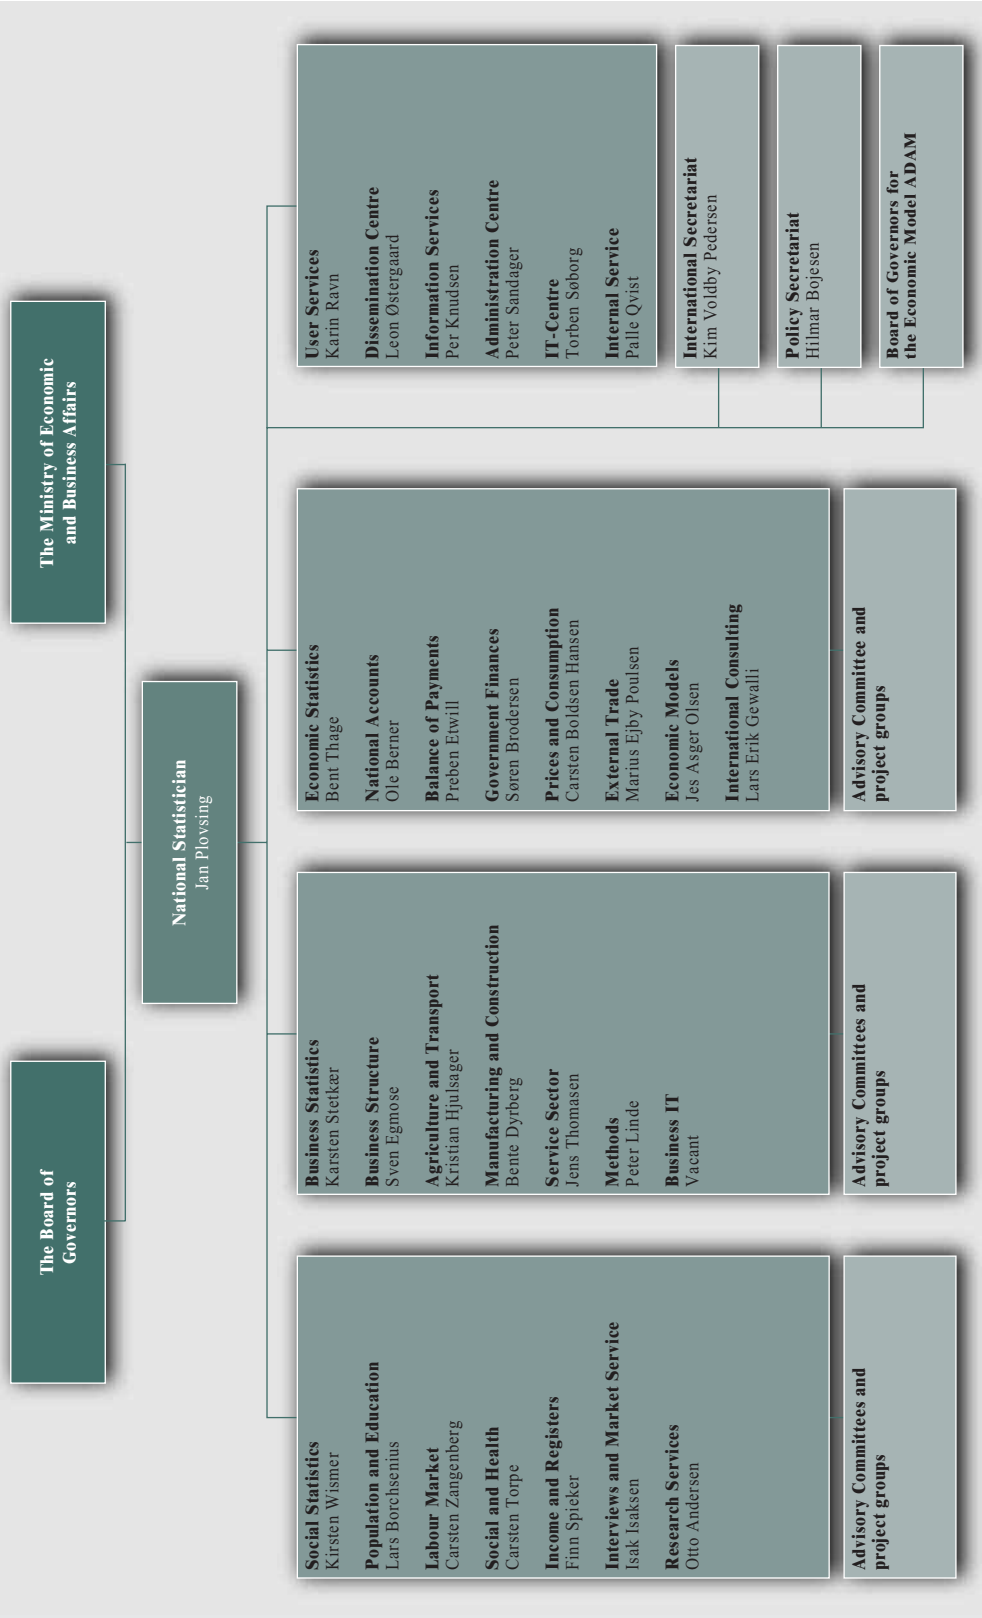 The Board of
Governors
The Ministry of Economic
and Business Affairs
National Statistician
Jan Plovsing
Social Statistics
Kirsten Wismer
Population and Education
Lars Borchsenius
Labour Market
Carsten Zangenberg
Social and Health
Carsten Torpe
Income and Registers
Finn Spieker
Interviews and Market Service
Isak Isaksen
Research Services
Otto Andersen
Advisory Committees and
project groups
Business Statistics
Karsten Stetkær
Business Structure
Sven Egmose
Agriculture and Transport
Kristian Hjulsager
Manufacturing and Construction
Bente Dyrberg
Service Sector
Jens Thomasen
Methods
Peter Linde
Business IT
Vacant
Advisory Committees and
project groups
Economic Statistics
Bent Thage
National Accounts
Ole Berner
Balance of Payments
Preben Etwill
Government Finances
Søren Brodersen
Prices and Consumption
Carsten Boldsen Hansen
External Trade
Marius Ejby Poulsen
Economic Models
Jes Asger Olsen
International Consulting
Lars Erik Gewalli
Advisory Committee and
project groups
User Services
Karin Ravn
Dissemination Centre
Leon Østergaard
Information Services
Per Knudsen
Administration Centre
Peter Sandager
IT-Centre
Torben Søborg
Internal Service
Palle Qvist
International Secretariat
Kim Voldby Pedersen
Policy Secretariat
Hilmar Bojesen
Board of Governors for
the Economic Model ADAM